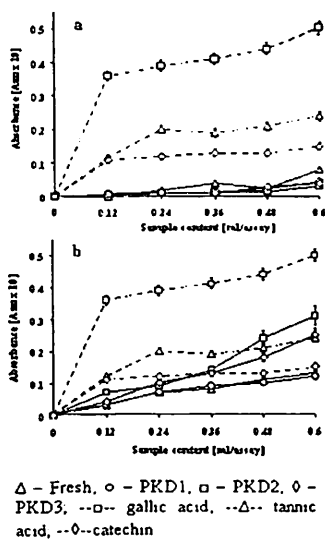 a
0.5
0.4
0.3
0.2
0.1
0
0 0.12 0.24 0.36 0.48 0.6
Sample content [ml/assay]
Absorbance [A max 10]
b
0.5
0.4
0.3
0.2
0.1
0
0 0.12 0.24 0.36 0.48 0.6
Sample content [ml/assay]
Absorbance [A max 10]
Δ – Fresh, ○ – PKD1, □ – PKD2, ◊ –
PKD3; --□-- gallic acid, --Δ-- tannic
acid, --◊--catechin